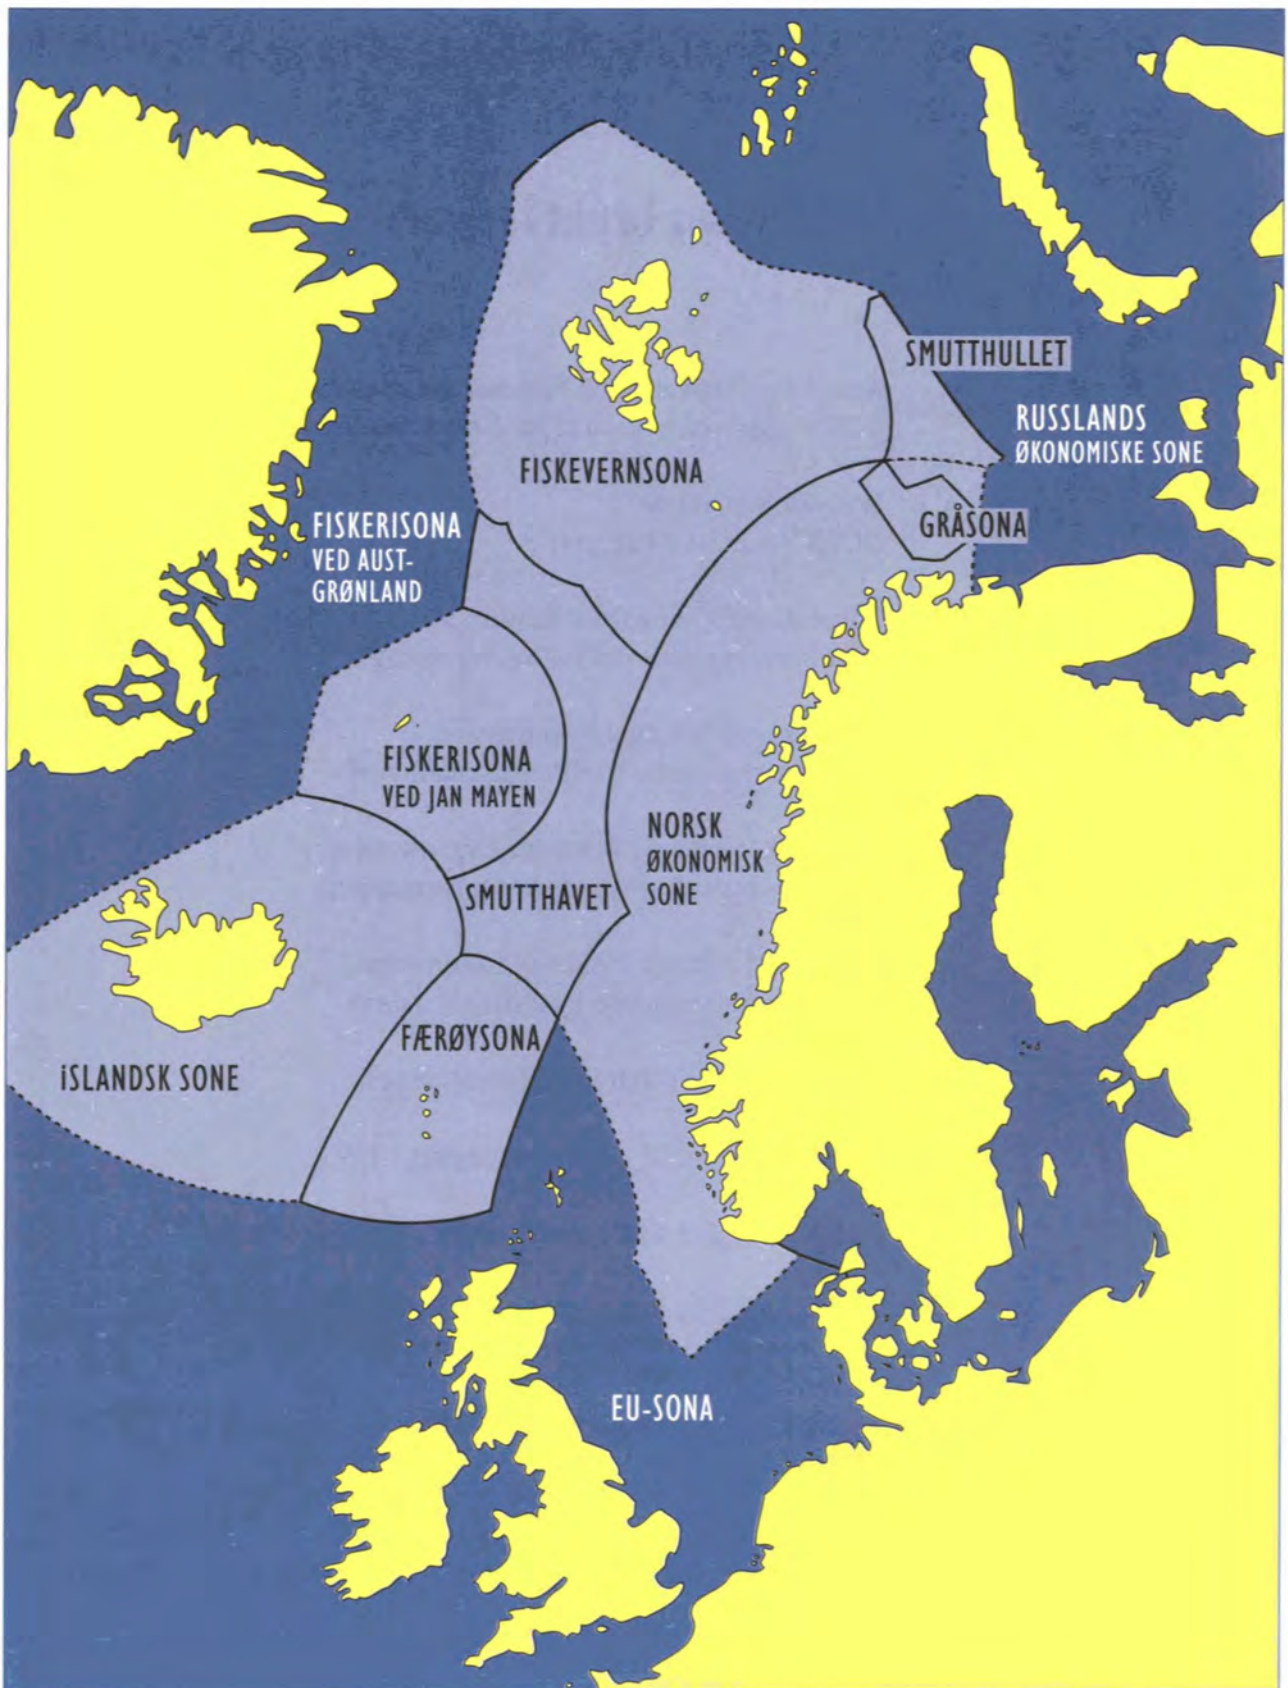 SMUTTHULLET
RUSSLANDS
ØKONOMISKE SONE
FISKEVERNSONA
GRÅSONA
FISKERISONA
VED AUST-
GRØNLAND
FISKERISONA
VED JAN MAYEN
NORSK
ØKONOMISK
SONE
SMUTTHAVET
FÆRØYSONA
iSLANDSK SONE
EU-SONA